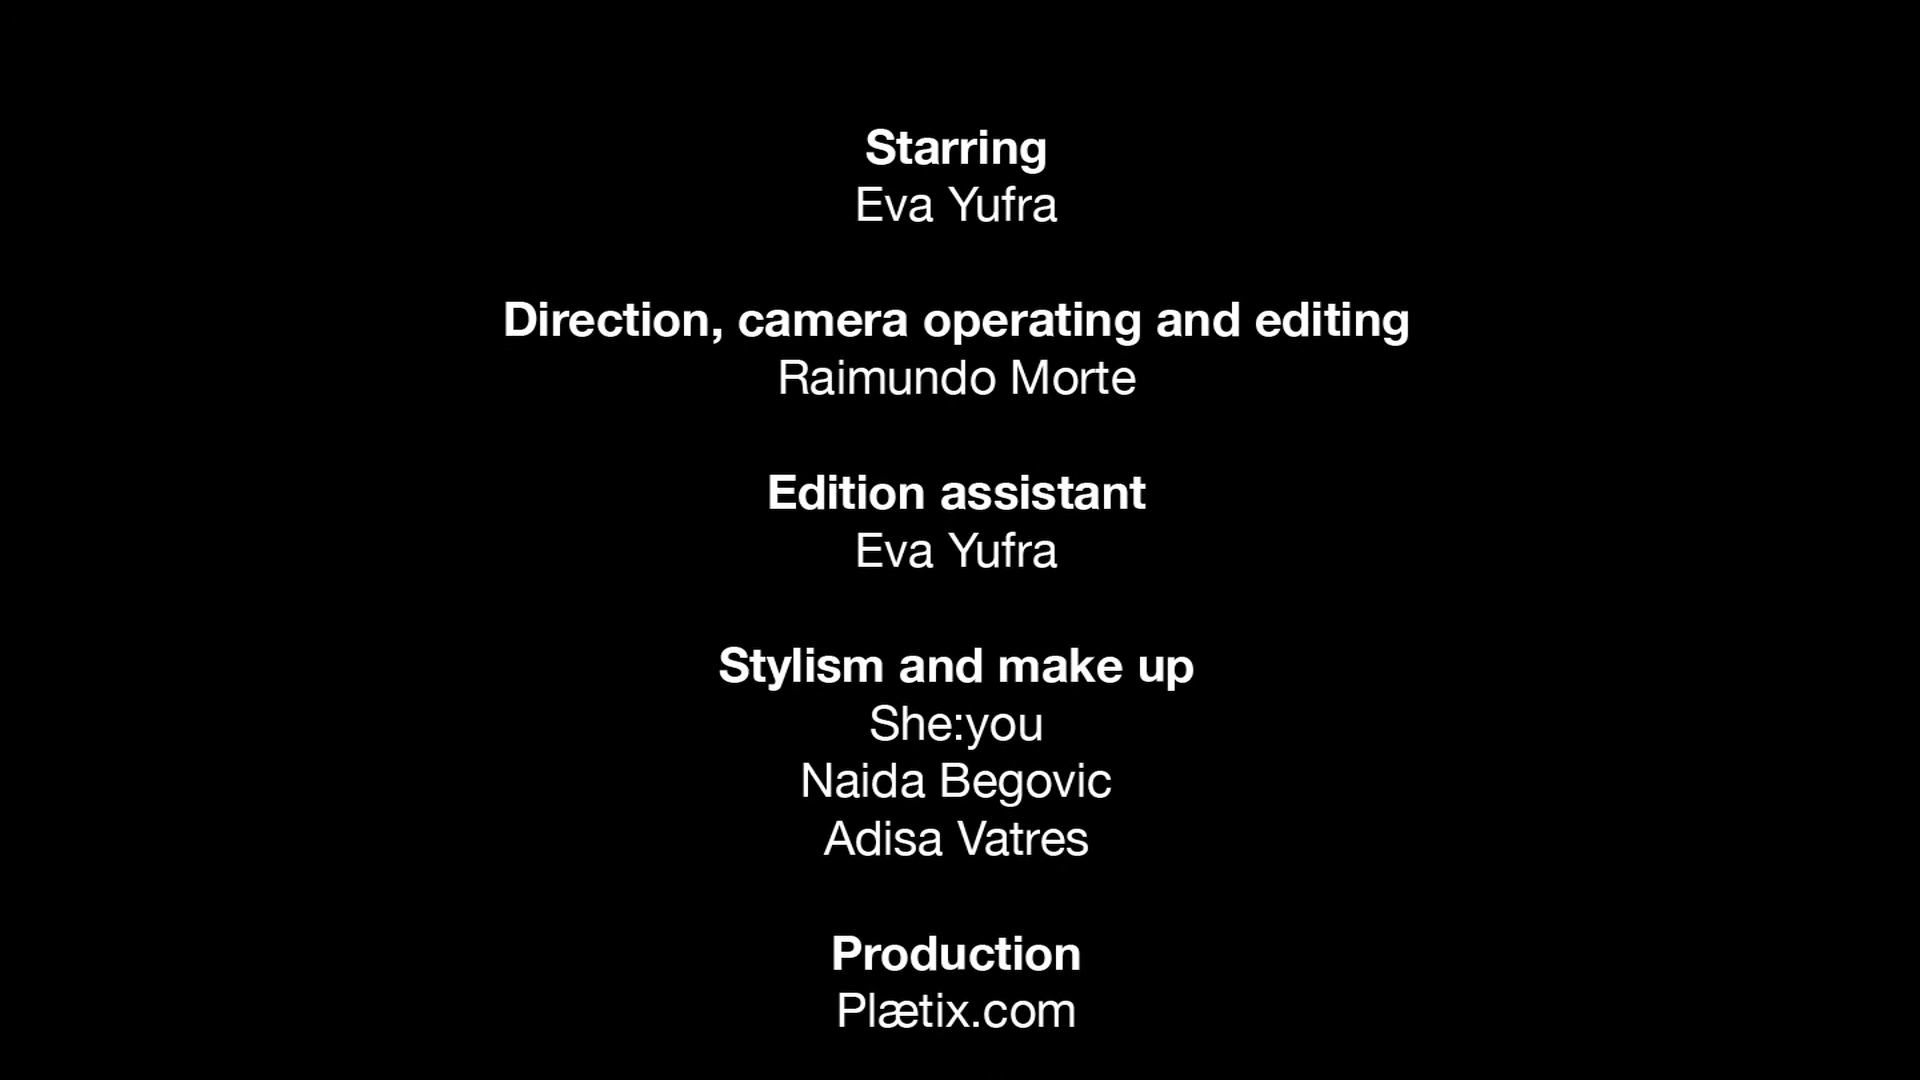 Starring
Eva Yufra
Direction, camera operating and editing
Raimundo Morte
Edition assistant
Eva Yufra
Stylism and make up
She:you
Naida Begovic
Adisa Vatres
Production
Plætix.com